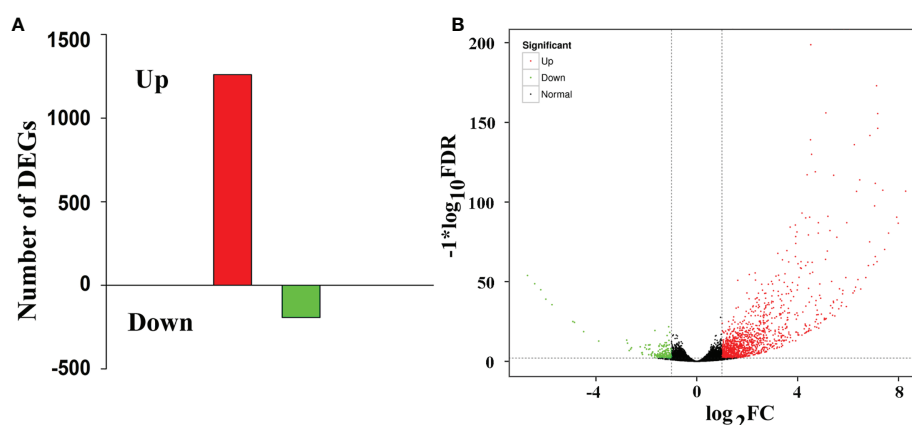 A
1500
1000
500
0
-500
Number of DEGs
Up
Down
B
200
150
100
50
0
-1*log10FDR
Significant
Up
Down
Normal
-4
0
4
8
log2FC